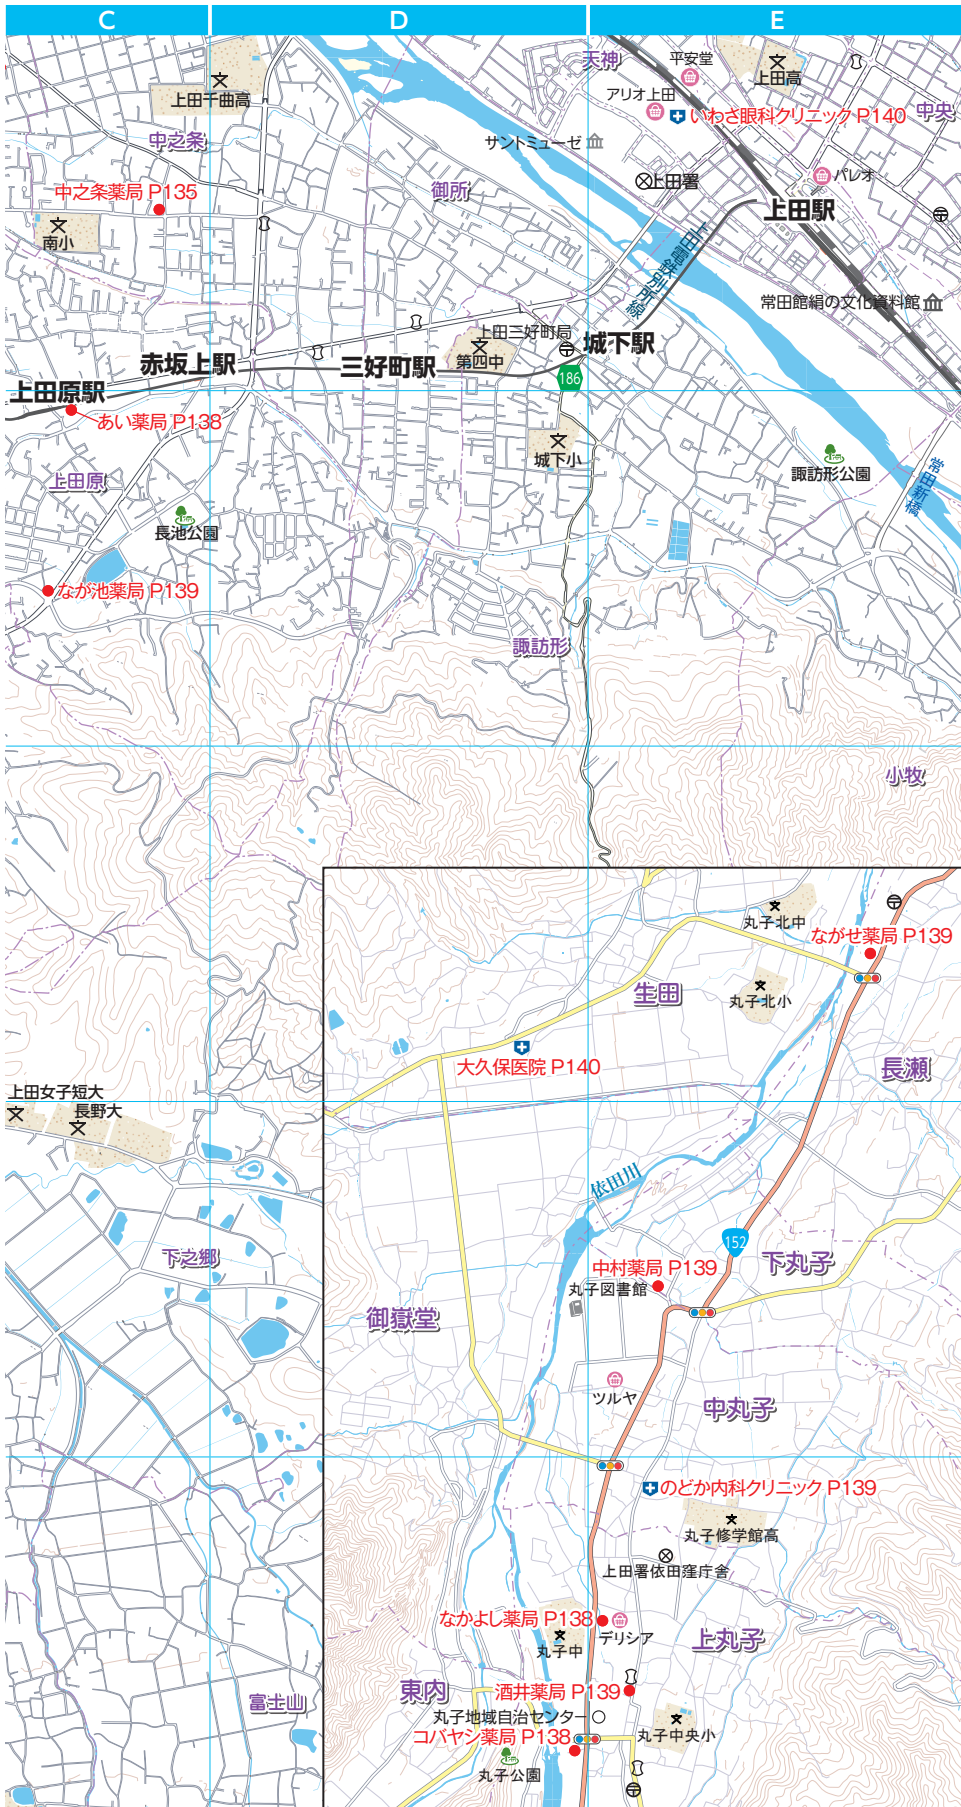 C
D
E
天神
平安堂
上田高
上田千曲高
アリオ上田
いわさ眼科クリニック P140
中央
中之条
サントミューゼ
上田署
パレオ
中之条薬局 P135
御所
上田駅
南小
上田電鉄別所線
常田館絹の文化資料館
上田三好町局
城下駅
赤坂上駅
三好町駅
第四中
186
上田原駅
あい薬局 P138
城下小
諏訪形公園
常田新橋
上田原
長池公園
なが池薬局 P139
諏訪形
小牧
丸子北中
ながせ薬局 P139
生田
丸子北小
大久保医院 P140
長瀬
上田女子短大
長野大
依田川
152
下之郷
中村薬局 P139
下丸子
丸子図書館
御嶽堂
ツルヤ
中丸子
のどか内科クリニック P139
丸子修学館高
上田署依田窪庁舎
なかよし薬局 P138
デリシア
上丸子
丸子中
東内
酒井薬局 P139
富士山
丸子地域自治センター
丸子中央小
コバヤシ薬局 P138
丸子公園